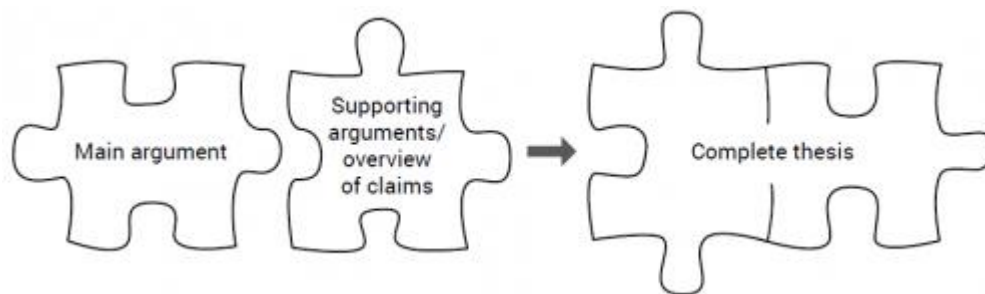 Main argument
Supporting
arguments/
overview
of claims
Complete thesis